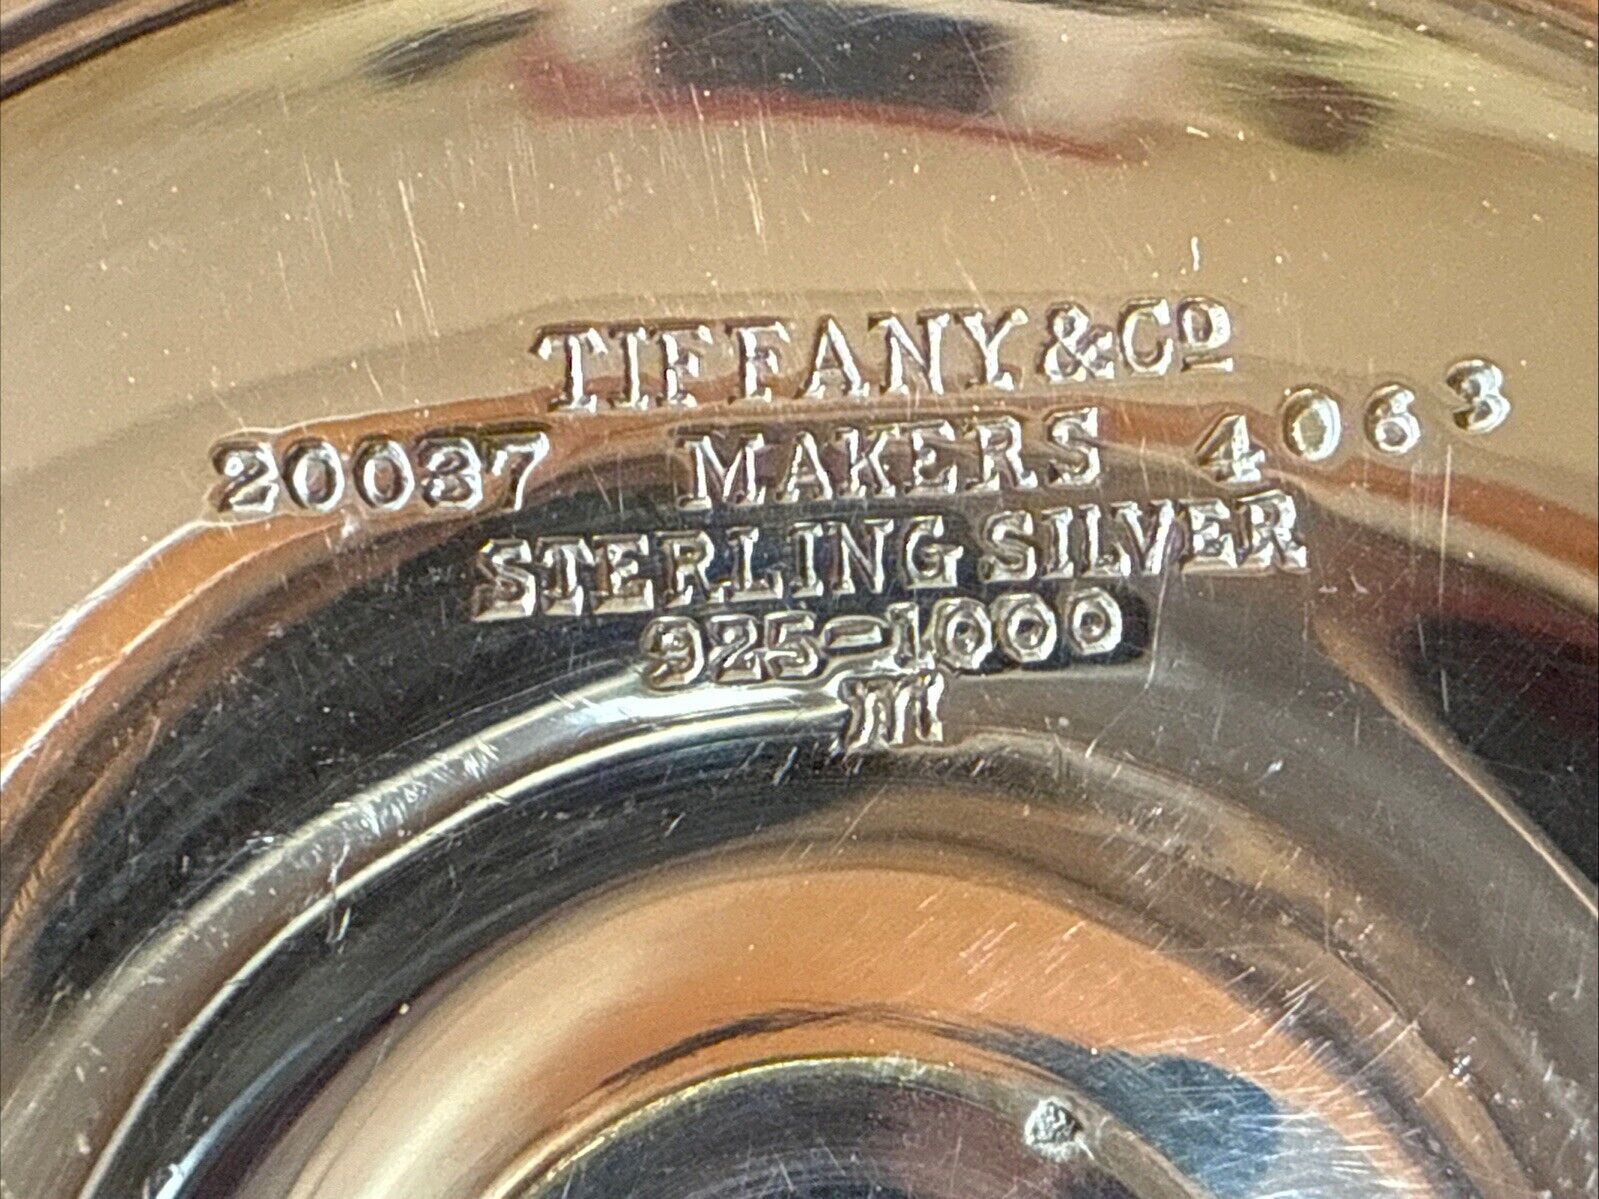 TIFFANY & Cº
20037 MAKERS 4063
STERLING SILVER
925-1000
m